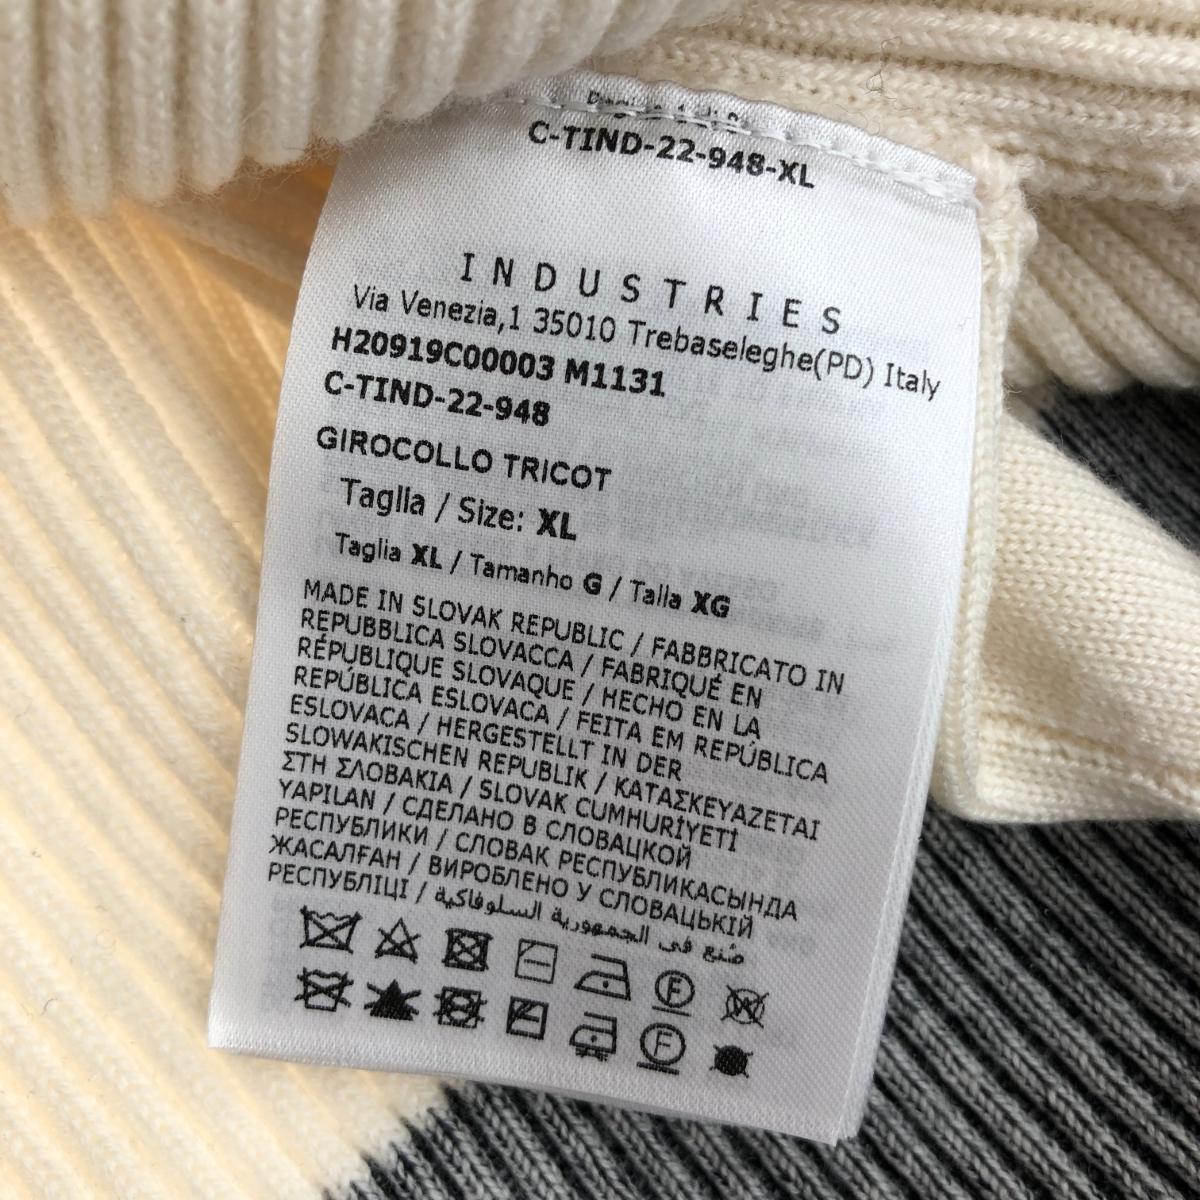 C-TIND-22-948-XL
INDUSTRIES
Via Venezia,1 35010 Trebaseleghe(PD) Italy
H20919C00003 M1131
C-TIND-22-948
GIROCOLLO TRICOT
Taglia / Size: XL
Taglia XL / Tamanho G / Talla XG
MADE IN SLOVAK REPUBLIC / FABBRICATO IN
REPUBBLICA SLOVACCA / FABRIQUÉ EN
RÉPUBLIQUE SLOVAQUE / HECHO EN LA
REPÚBLICA ESLOVACA / FEITA EM REPÚBLICA
ESLOVACA / HERGESTELLT IN DER
SLOWAKISCHEN REPUBLIK / ΚΑΤΑΣΚΕΥΑΖΕΤΑΙ
ΣΤΗ ΣΛΟΒΑΚΙΑ / SLOVAK CUMHURİYETİ
YAPILAN / СДЕЛАНО В СЛОВАЦКОЙ
РЕСПУБЛИКИ / СЛОВАК РЕСПУБЛИКАСЫНДА
ЖАСАЛҒАН / ВИРОБЛЕНО У СЛОВАЦЬКІЙ
РЕСПУБЛІЦІ / صُنع في الجمهورية السلوفاكية
F W
F